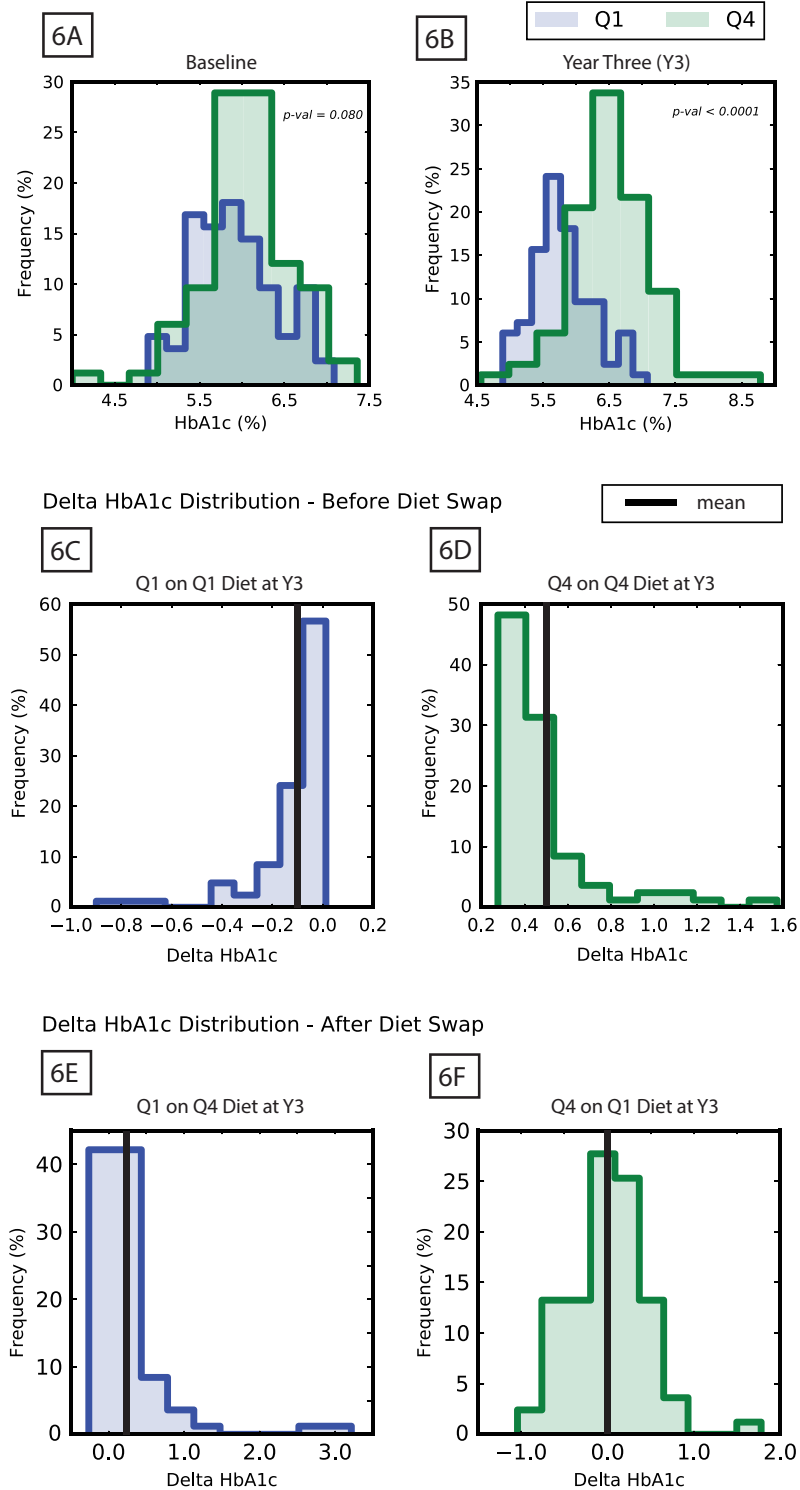 Q1 Q4
6A
6B
Baseline
Year Three (Y3)
p-val = 0.080
p-val < 0.0001
Frequency (%)
30
25
20
15
10
5
0
4.5 5.5 6.5 7.5
HbA1c (%)
Frequency (%)
35
30
25
20
15
10
5
0
4.5 5.5 6.5 7.5 8.5
HbA1c (%)
Delta HbA1c Distribution - Before Diet Swap
mean
6C
6D
Q1 on Q1 Diet at Y3
Frequency (%)
60
50
40
30
20
10
0
−1.0 −0.8 −0.6 −0.4 −0.2 0.0 0.2
Delta HbA1c
Q4 on Q4 Diet at Y3
Frequency (%)
50
40
30
20
10
0
0.2 0.4 0.6 0.8 1.0 1.2 1.4 1.6
Delta HbA1c
Delta HbA1c Distribution - After Diet Swap
6E
6F
Q1 on Q4 Diet at Y3
Frequency (%)
40
30
20
10
0
0.0 1.0 2.0 3.0
Delta HbA1c
Q4 on Q1 Diet at Y3
Frequency (%)
30
25
20
15
10
5
0
−1.0 0.0 1.0 2.0
Delta HbA1c